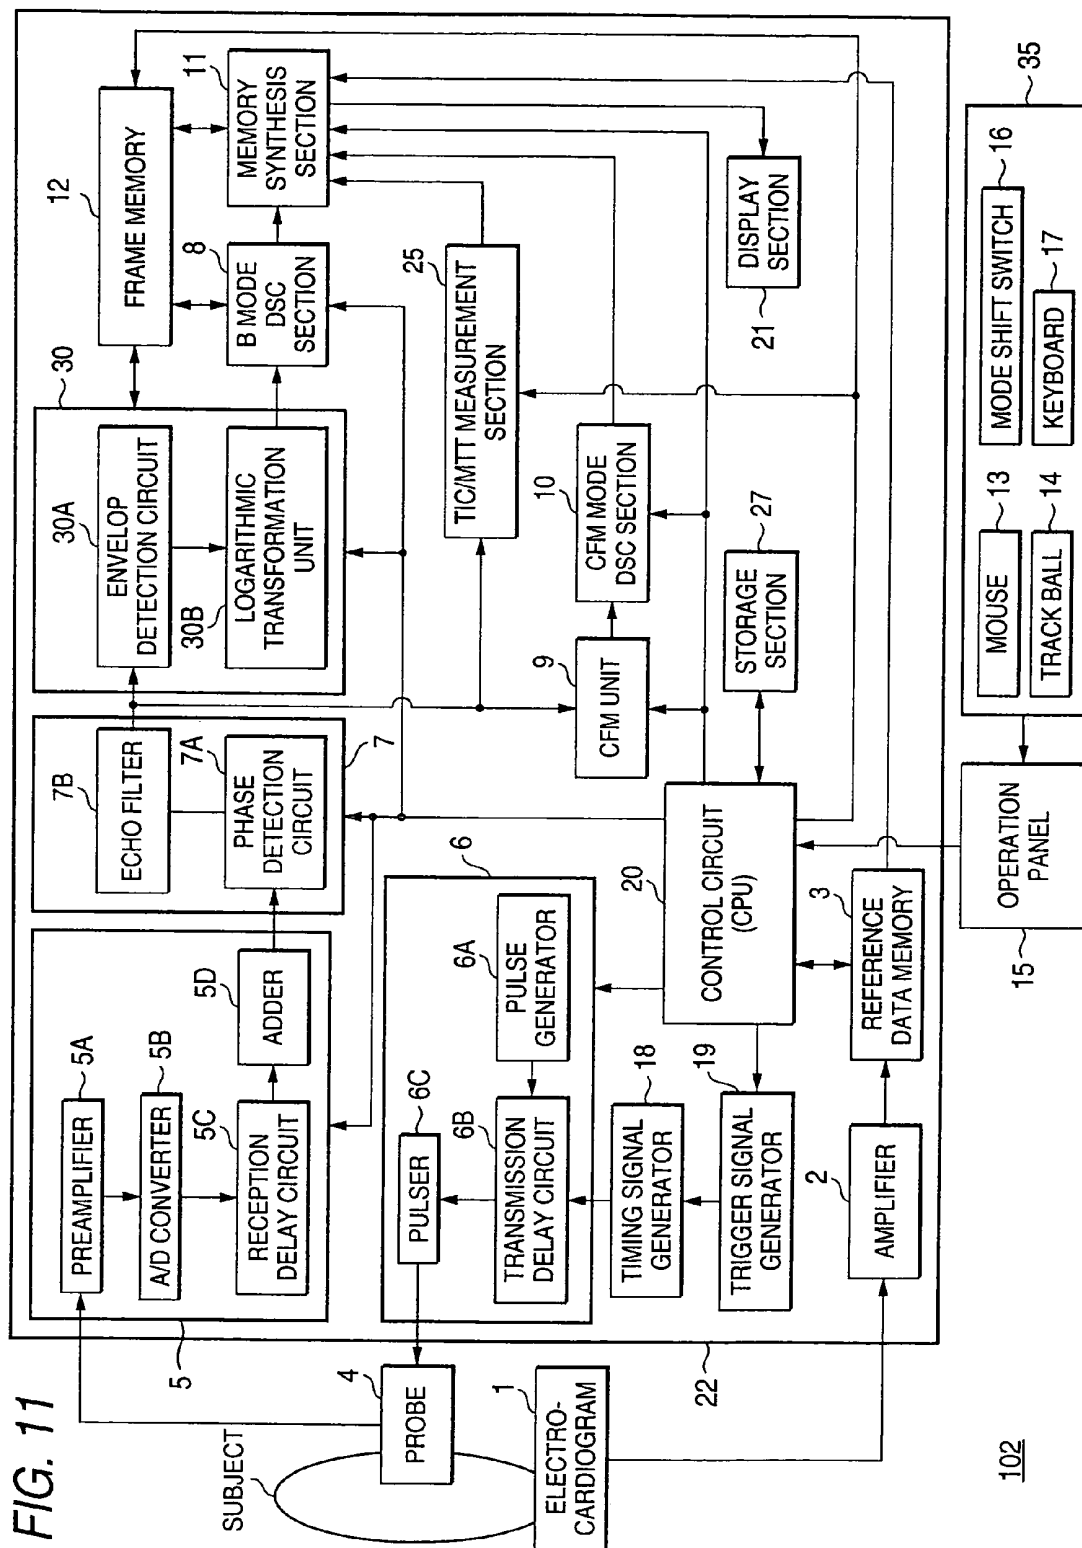 FIG. 11
SUBJECT
4
PROBE
1
ELECTRO-
CARDIOGRAM
102
5
PREAMPLIFIER
5A
A/D CONVERTER
5B
RECEPTION
DELAY CIRCUIT
5C
ADDER
5D
7B
ECHO FILTER
7A
PHASE
DETECTION
CIRCUIT
7
30A
ENVELOP
DETECTION CIRCUIT
30B
LOGARITHMIC
TRANSFORMATION
UNIT
30
12
FRAME MEMORY
8
B MODE
DSC
SECTION
11
MEMORY
SYNTHESIS
SECTION
6
PULSER
6C
6B
TRANSMISSION
DELAY CIRCUIT
6A
PULSE
GENERATOR
TIMING SIGNAL
GENERATOR
18
TRIGGER SIGNAL
GENERATOR
19
20
CONTROL CIRCUIT
(CPU)
9
CFM UNIT
10
CFM MODE
DSC SECTION
25
TIC/MTT MEASUREMENT
SECTION
STORAGE
SECTION
27
21
DISPLAY
SECTION
2
AMPLIFIER
3
REFERENCE
DATA MEMORY
22
15
OPERATION
PANEL
35
MOUSE
13
TRACK BALL
14
MODE SHIFT SWITCH
16
KEYBOARD
17